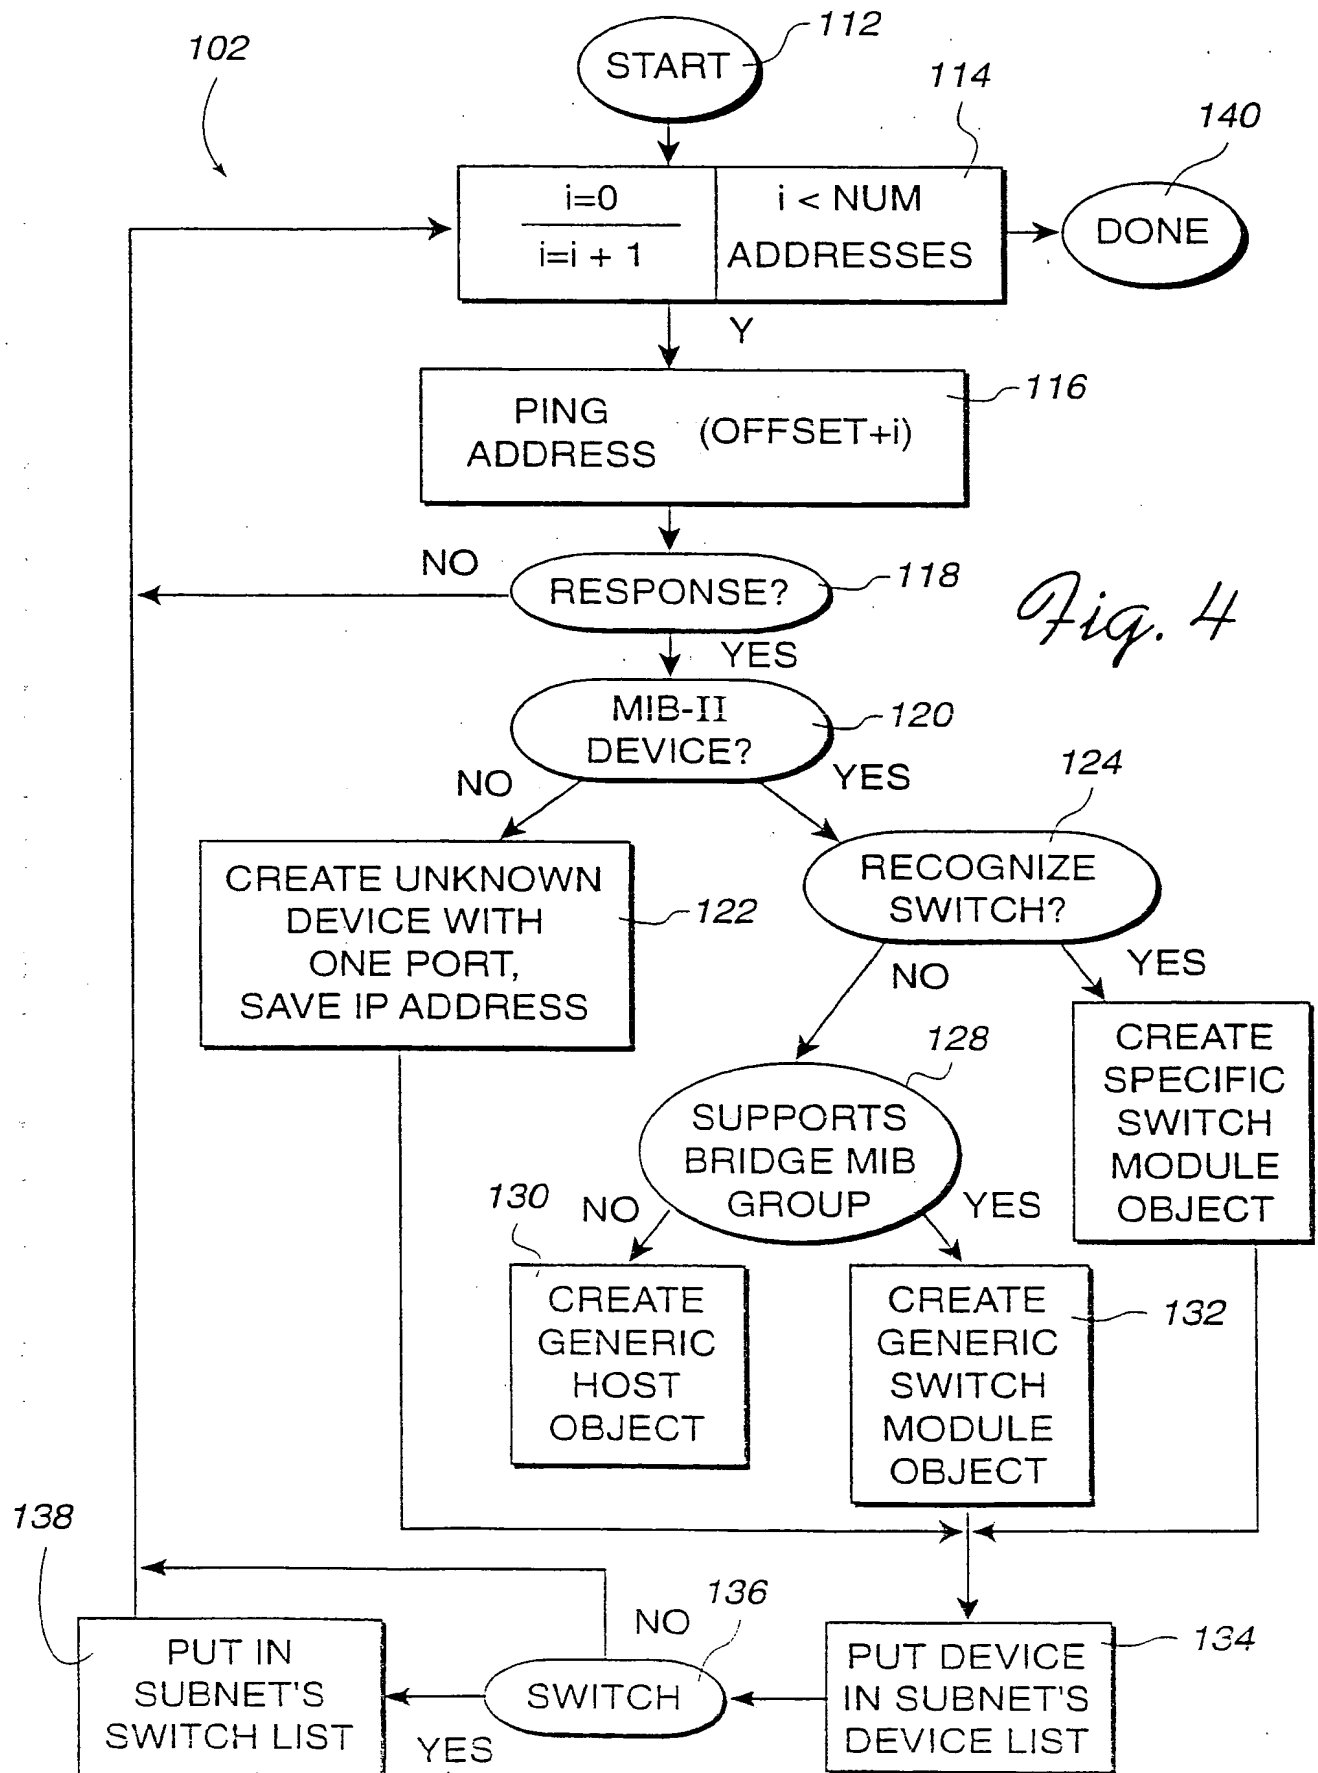 102
START
112
114
140
i=0
i=i + 1
i < NUM
ADDRESSES
DONE
Y
PING
ADDRESS
(OFFSET+i)
116
NO
RESPONSE?
118
Fig. 4
YES
MIB-II
DEVICE?
120
NO
YES
124
CREATE UNKNOWN
DEVICE WITH
ONE PORT,
SAVE IP ADDRESS
122
RECOGNIZE
SWITCH?
NO
YES
128
SUPPORTS
BRIDGE MIB
GROUP
CREATE
SPECIFIC
SWITCH
MODULE
OBJECT
130
NO
YES
CREATE
GENERIC
HOST
OBJECT
CREATE
GENERIC
SWITCH
MODULE
OBJECT
132
138
136
NO
PUT IN
SUBNET'S
SWITCH LIST
YES
SWITCH
PUT DEVICE
IN SUBNET'S
DEVICE LIST
134